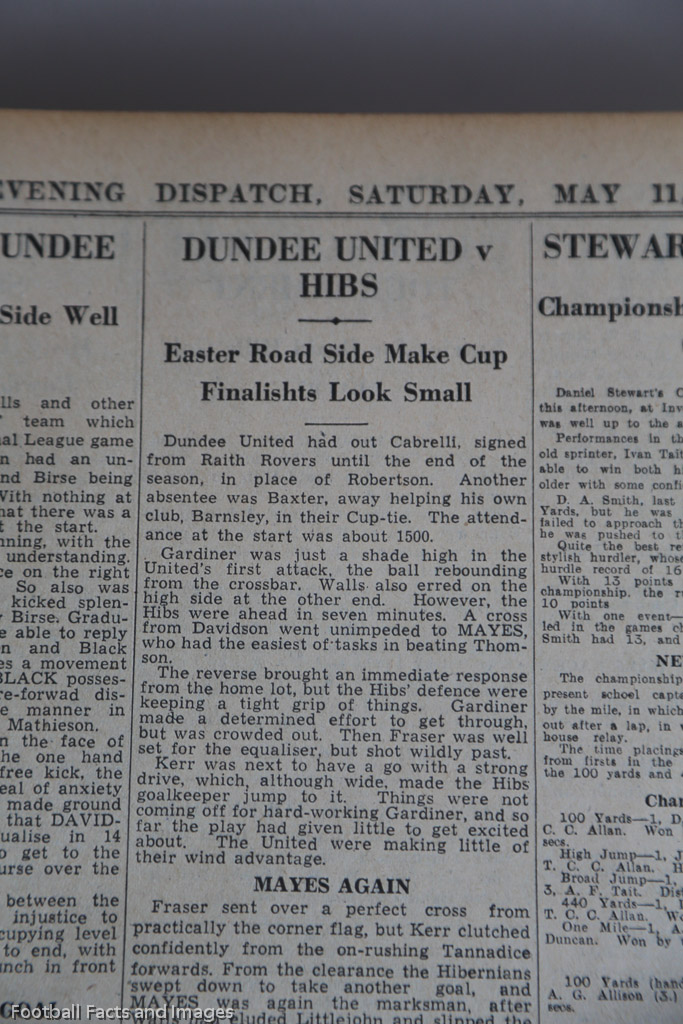 EVENING DISPATCH, SATURDAY, MAY 11,
UNDEE
Side Well
lls and other
team which
al League game
n had an un-
nd Birse being
With nothing at
hat there was a
t the start.
nning, with the
understanding.
ce on the right
So also was
kicked splen-
Birse. Gradu-
e able to reply
n and Black
es a movement
BLACK posses-
re-forwad dis-
e manner in
Mathieson.
n the face of
he one hand
free kick, the
eal of anxiety
made ground
that DAVID-
ualise in 14
o get to the
urse over the
between the
injustice to
cupying level
to end, with
nch in front
GOAL
DUNDEE UNITED v
HIBS
Easter Road Side Make Cup
Finalishts Look Small
Dundee United had out Cabrelli, signed
from Raith Rovers until the end of the
season, in place of Robertson. Another
absentee was Baxter, away helping his own
club, Barnsley, in their Cup-tie. The attend-
ance at the start was about 1500.
Gardiner was just a shade high in the
United's first attack, the ball rebounding
from the crossbar. Walls also erred on the
high side at the other end. However, the
Hibs were ahead in seven minutes. A cross
from Davidson went unimpeded to MAYES,
who had the easiest of tasks in beating Thom-
son.
The reverse brought an immediate response
from the home lot, but the Hibs' defence were
keeping a tight grip of things. Gardiner
made a determined effort to get through,
but was crowded out. Then Fraser was well
set for the equaliser, but shot wildly past.
Kerr was next to have a go with a strong
drive, which, although wide, made the Hibs
goalkeeper jump to it. Things were not
coming off for hard-working Gardiner, and so
far the play had given little to get excited
about. The United were making little of
their wind advantage.
MAYES AGAIN
Fraser sent over a perfect cross from
practically the corner flag, but Kerr clutched
confidently from the on-rushing Tannadice
forwards. From the clearance the Hibernians
swept down to take another goal, and
MAYES was again the marksman, after
cluded Littlejohn and slipped the
STEWAR
Championsh
Daniel Stewart's C
this afternoon, at Inv
was well up to the a
Performances in th
old sprinter, Ivan Tait
able to win both h
older with some confi
D. A. Smith, last
Yards, but he was
failed to approach th
he was pushed to t
Quite the best re
stylish hurdler, whose
hurdle record of 16
With 13 points
championship, the ru
10 points
With one event—
led in the games c
Smith had 13, and
NE
The championship
present school capta
by the mile, in which
out after a lap, in
house relay.
The time placings
from firsts in the
the 100 yards and
Char
100 Yards—1, D.
C. C. Allan. Won
secs.
High Jump—1, J
T. C. C. Allan. H
Broad Jump—1,
3, A. F. Tait. Dist
440 Yards—1,
T. C. C. Allan. Wo
One Mile—1, A.
Duncan. Won by
100 Yards (hand
A. G. Allison (3.)
secs.
Football Facts and Images